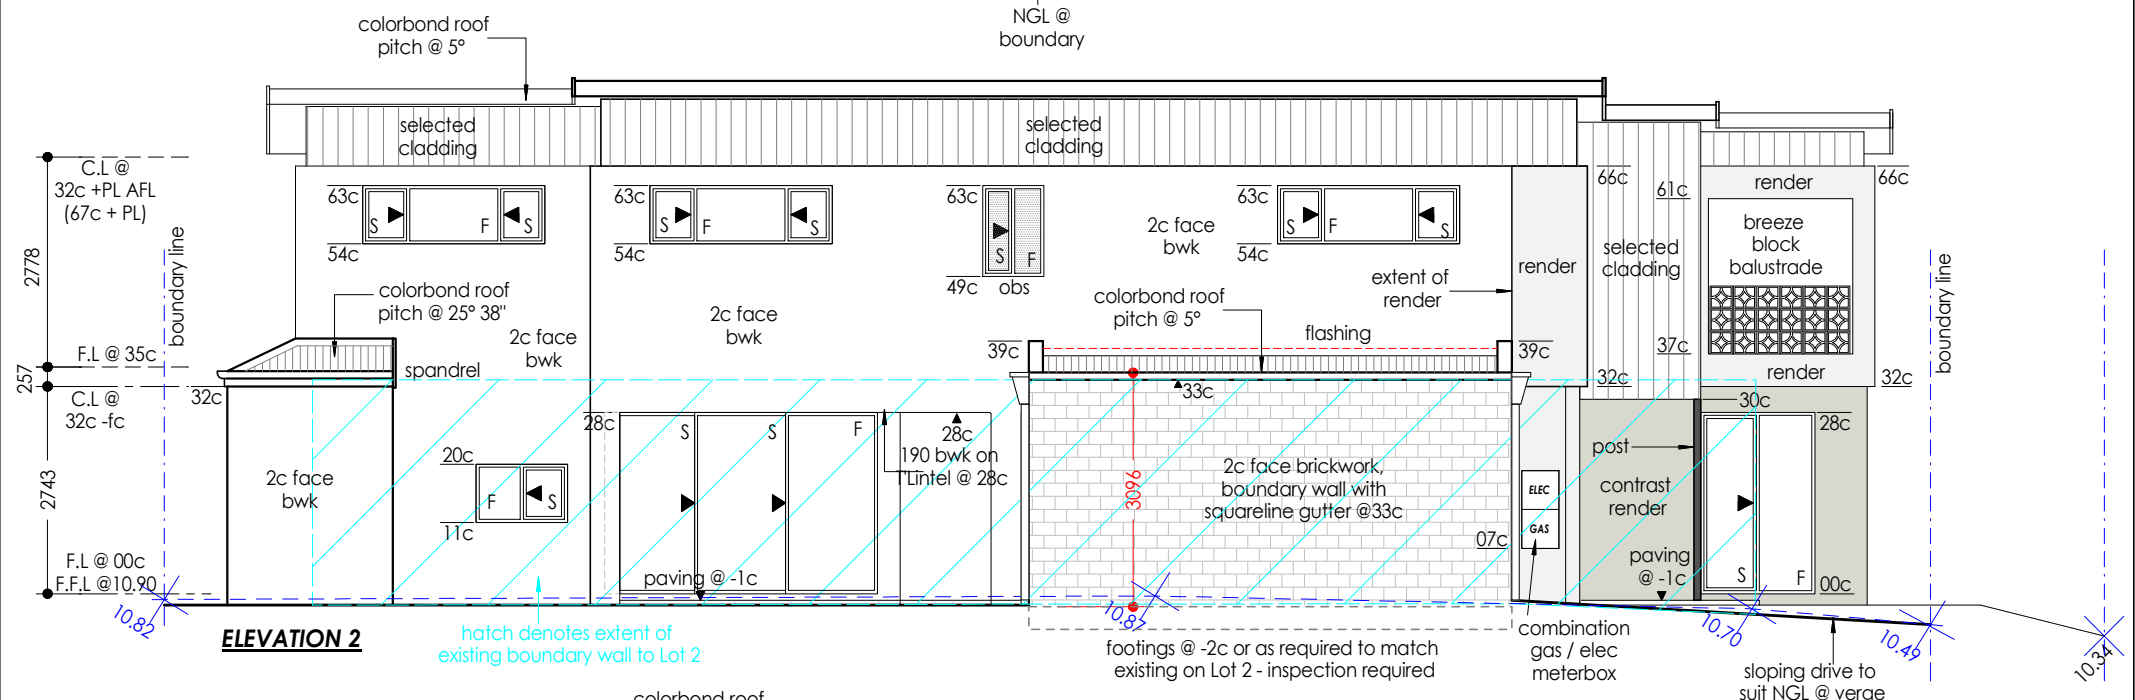 colorbond roof
pitch @ 5°
NGL @
boundary
selected
cladding
selected
cladding
C.L @
32c +PL AFL
(67c + PL)
2778
boundary line
63c
S
F
S
54c
63c
S
F
S
54c
63c
S
F
49c obs
2c face
bwk
63c
S
F
S
54c
66c
61c
render
66c
render
selected
cladding
breeze
block
balustrade
extent of
render
boundary line
colorbond roof
pitch @ 25° 38"
2c face
bwk
2c face
bwk
colorbond roof
pitch @ 5°
flashing
39c
39c
37c
F.L @ 35c
257
spandrel
render
32c
32c
C.L @
32c -fc
32c
33c
30c
28c
S
S
F
28c
190 bwk on
T'Lintel @ 28c
28c
post
2743
2c face
bwk
20c
F
S
11c
3096
2c face brickwork,
boundary wall with
squareline gutter @33c
ELEC
GAS
07c
contrast
render
F.L @ 00c
F.F.L @10.90
paving @ -1c
paving
@ -1c
S
F
00c
10.82
10.87
10.70
10.49
10.34
ELEVATION 2
hatch denotes extent of
existing boundary wall to Lot 2
footings @ -2c or as required to match
existing on Lot 2 - inspection required
combination
gas / elec
meterbox
sloping drive to
suit NGL @ verge
colorbond roof